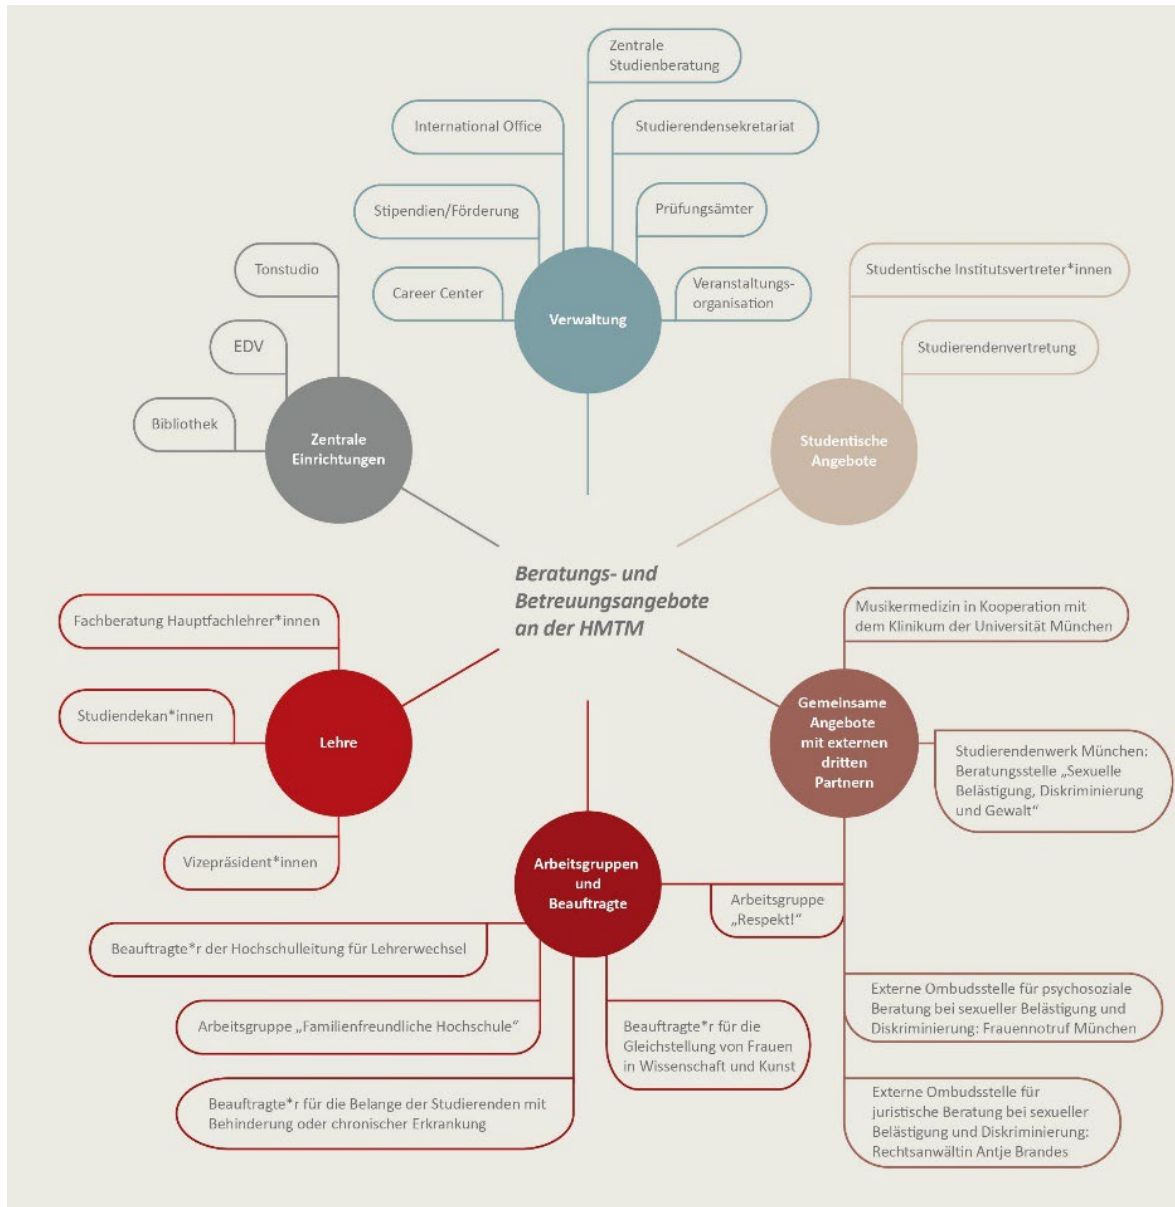 Zentrale
Studienberatung
International Office
Studierendensekretariat
Stipendien/Förderung
Prüfungsämter
Career Center
Veranstaltungs-
organisation
Verwaltung
Tonstudio
EDV
Bibliothek
Zentrale
Einrichtungen
Studentische Institutsvertreter*innen
Studierendenvertretung
Studentische
Angebote
Beratungs- und
Betreuungsangebote
an der HMTM
Fachberatung Hauptfachlehrer*innen
Studiendekan*innen
Lehre
Vizepräsident*innen
Musikermedizin in Kooperation mit
dem Klinikum der Universität München
Gemeinsame
Angebote
mit externen
dritten
Partnern
Studierendenwerk München:
Beratungsstelle „Sexuelle
Belästigung, Diskriminierung
und Gewalt“
Arbeitsgruppen
und
Beauftragte
Arbeitsgruppe
„Respekt!“
Beauftragte*r der Hochschulleitung für Lehrerwechsel
Arbeitsgruppe „Familienfreundliche Hochschule“
Beauftragte*r für die Belange der Studierenden mit
Behinderung oder chronischer Erkrankung
Beauftragte*r für die
Gleichstellung von Frauen
in Wissenschaft und Kunst
Externe Ombudsstelle für psychosoziale
Beratung bei sexueller Belästigung und
Diskriminierung: Frauennotruf München
Externe Ombudsstelle für
juristische Beratung bei sexueller
Belästigung und Diskriminierung:
Rechtsanwältin Antje Brandes